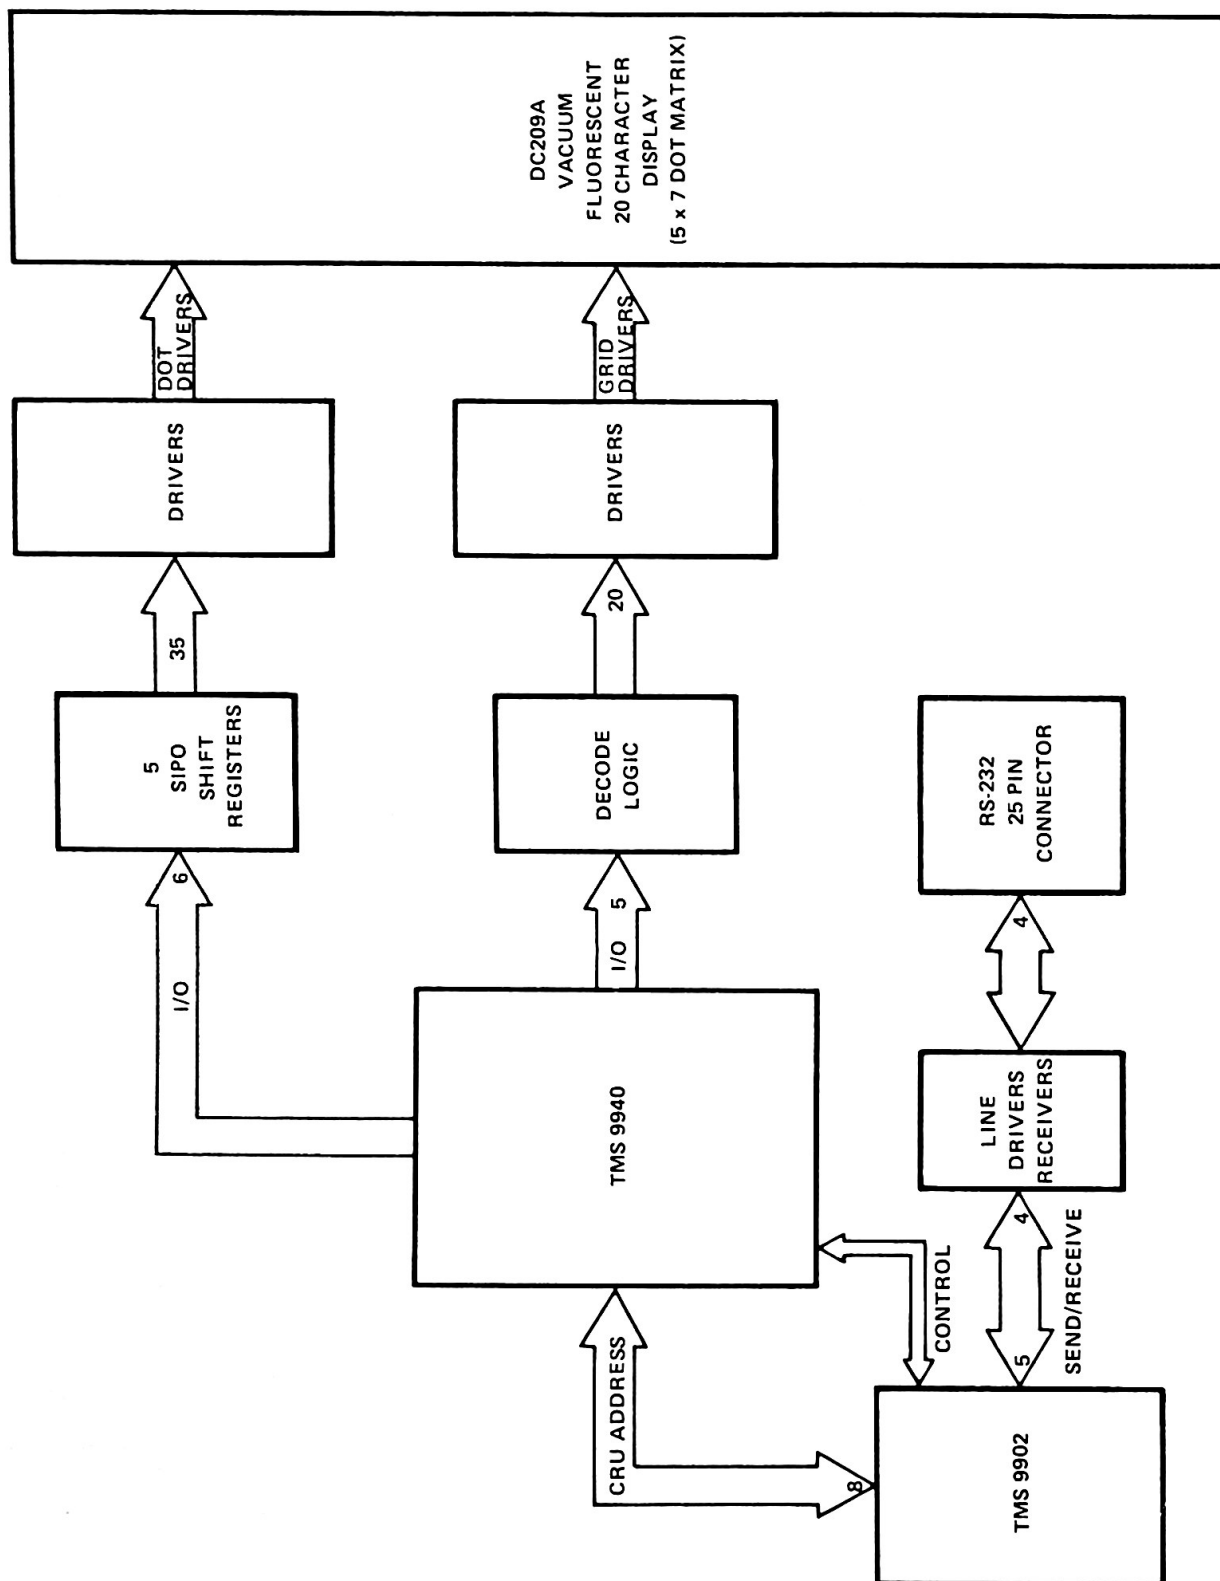 DC209A
VACUUM
FLUORESCENT
20 CHARACTER
DISPLAY
(5 x 7 DOT MATRIX)
DOT
DRIVERS
GRID
DRIVERS
DRIVERS
DRIVERS
35
20
5
SIPO
SHIFT
REGISTERS
DECODE
LOGIC
RS-232
25 PIN
CONNECTOR
6
I/O
I/O 5
4
TMS 9940
LINE
DRIVERS
RECEIVERS
CRU ADDRESS
8
CONTROL
4
5
SEND/RECEIVE
TMS 9902